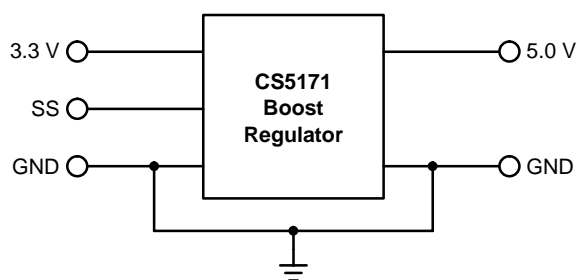 3.3 V
SS
GND
CS5171
Boost
Regulator
5.0 V
GND